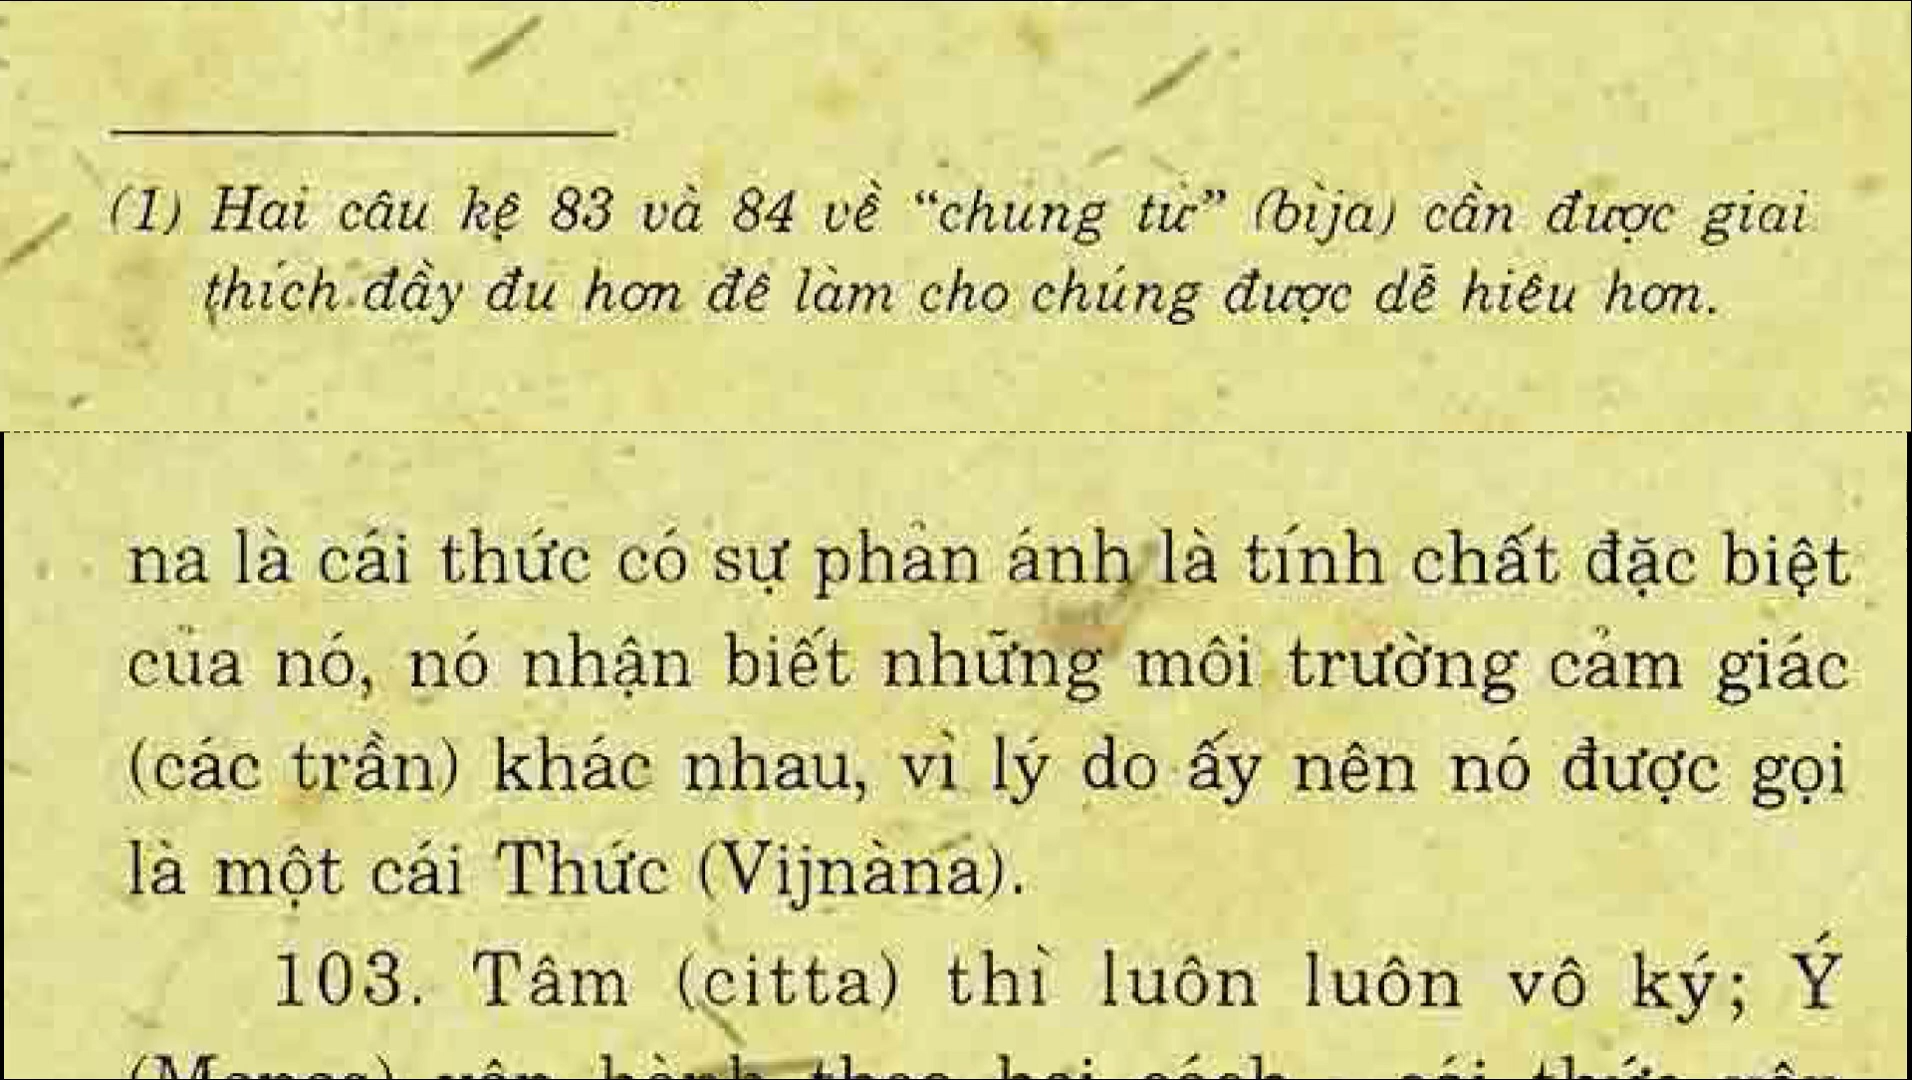 (1) Hai câu kệ 83 và 84 về “chủng tử” (bìja) cần được giải
thích đầy đủ hơn để làm cho chúng được dễ hiểu hơn.
na là cái thức có sự phản ánh là tính chất đặc biệt
của nó, nó nhận biết những môi trường cảm giác
(các trần) khác nhau, vì lý do ấy nên nó được gọi
là một cái Thức (Vijnàna).
103. Tâm (citta) thì luôn luôn vô ký; Ý